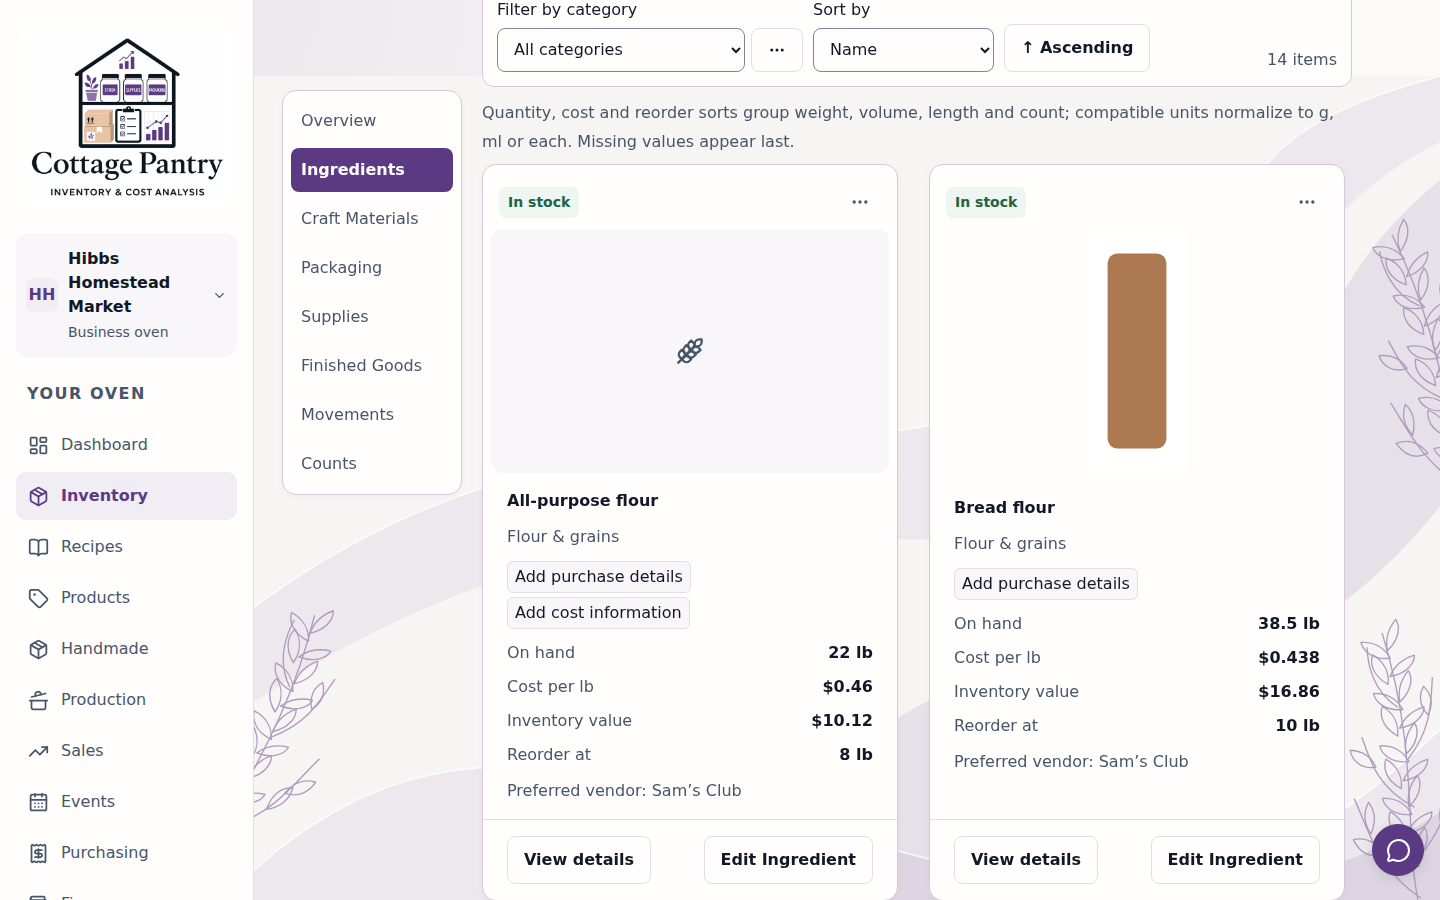 Cottage Pantry
INVENTORY & COST ANALYSIS
HH
Hibbs
Homestead
Market
Business oven
YOUR OVEN
Dashboard
Inventory
Recipes
Products
Handmade
Production
Sales
Events
Purchasing
Overview
Ingredients
Craft Materials
Packaging
Supplies
Finished Goods
Movements
Counts
Filter by category
All categories
...
Sort by
Name
↑ Ascending
14 items
Quantity, cost and reorder sorts group weight, volume, length and count; compatible units normalize to g,
ml or each. Missing values appear last.
In stock
All-purpose flour
Flour & grains
Add purchase details
Add cost information
On hand 22 lb
Cost per lb $0.46
Inventory value $10.12
Reorder at 8 lb
Preferred vendor: Sam’s Club
View details
Edit Ingredient
In stock
Bread flour
Flour & grains
Add purchase details
On hand 38.5 lb
Cost per lb $0.438
Inventory value $16.86
Reorder at 10 lb
Preferred vendor: Sam’s Club
View details
Edit Ingredient